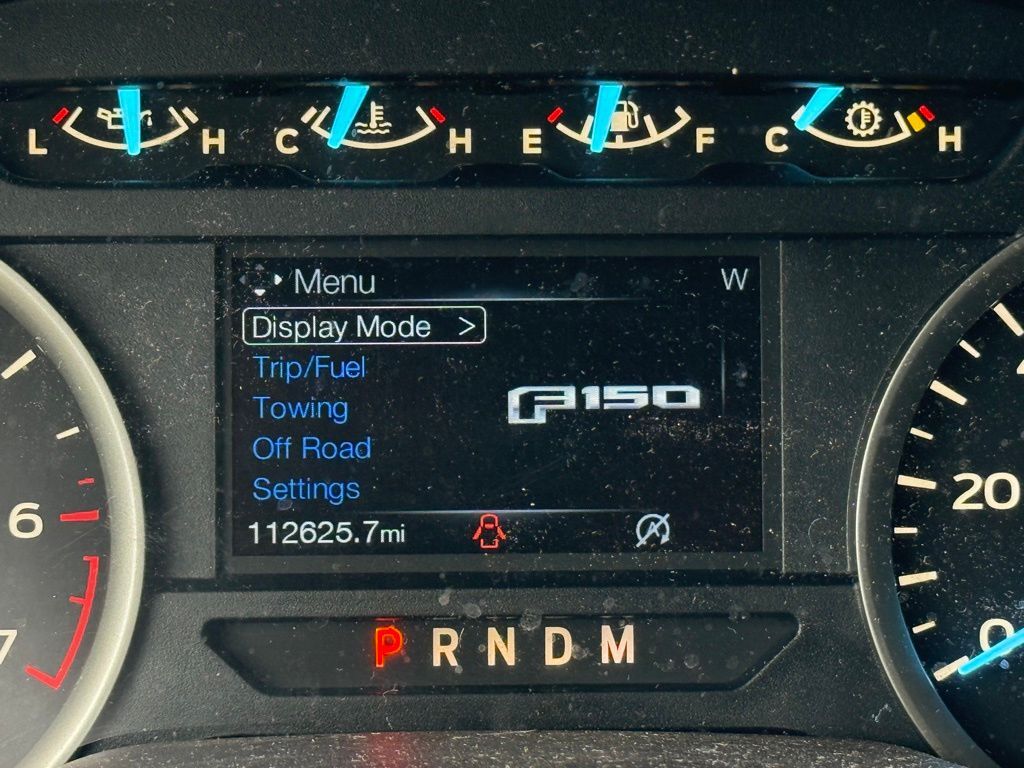 L H C H E F C H
Menu W
Display Mode >
Trip/Fuel
F150
Towing
Off Road
Settings
112625.7mi
6
7
20
0
P R N D M